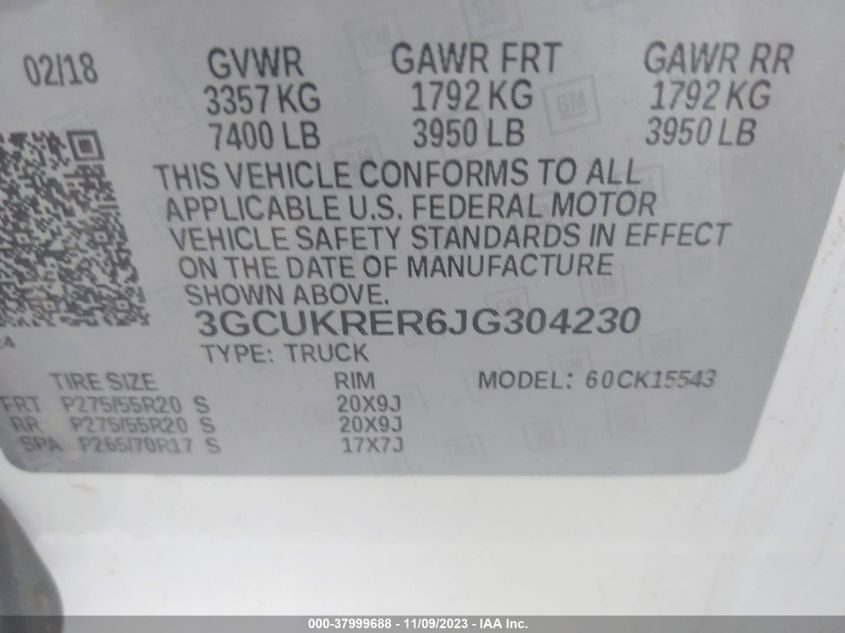 02/18 GVWR GAWR FRT GAWR RR
3357 KG 1792 KG 1792 KG
7400 LB 3950 LB 3950 LB
THIS VEHICLE CONFORMS TO ALL
APPLICABLE U.S. FEDERAL MOTOR
VEHICLE SAFETY STANDARDS IN EFFECT
ON THE DATE OF MANUFACTURE
SHOWN ABOVE.
3GCUKRER6JG304230
TYPE: TRUCK
TIRE SIZE RIM MODEL: 60CK15543
FRT P275/55R20 S 20X9J
RR P275/55R20 S 20X9J
SPA P265/70R17 S 17X7J
000-37999688 - 11/09/2023 - IAA Inc.